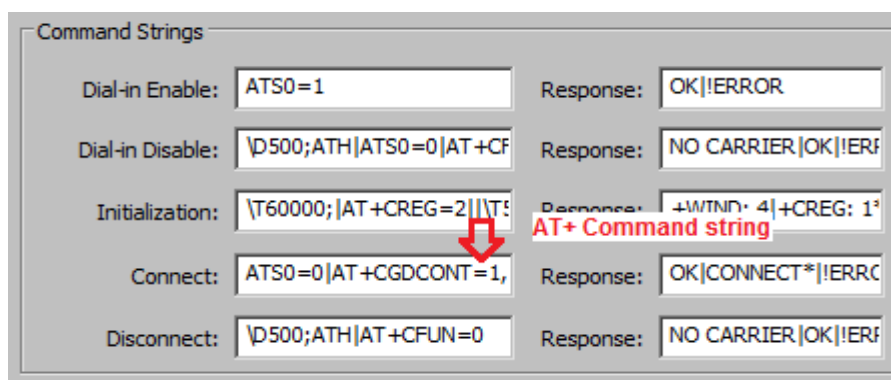 Command Strings
Dial-in Enable: ATS0=1 Response: OK|!ERROR
Dial-in Disable: \D500;ATH|ATS0=0|AT+CF Response: NO CARRIER|OK|!ERF
Initialization: \T60000;|AT+CREG=2||\T5 Response: +WIND: 4|+CREG: 1*
AT+ Command string
Connect: ATS0=0|AT+CGDCONT=1, Response: OK|CONNECT*|!ERRC
Disconnect: \D500;ATH|AT+CFUN=0 Response: NO CARRIER|OK|!ERF